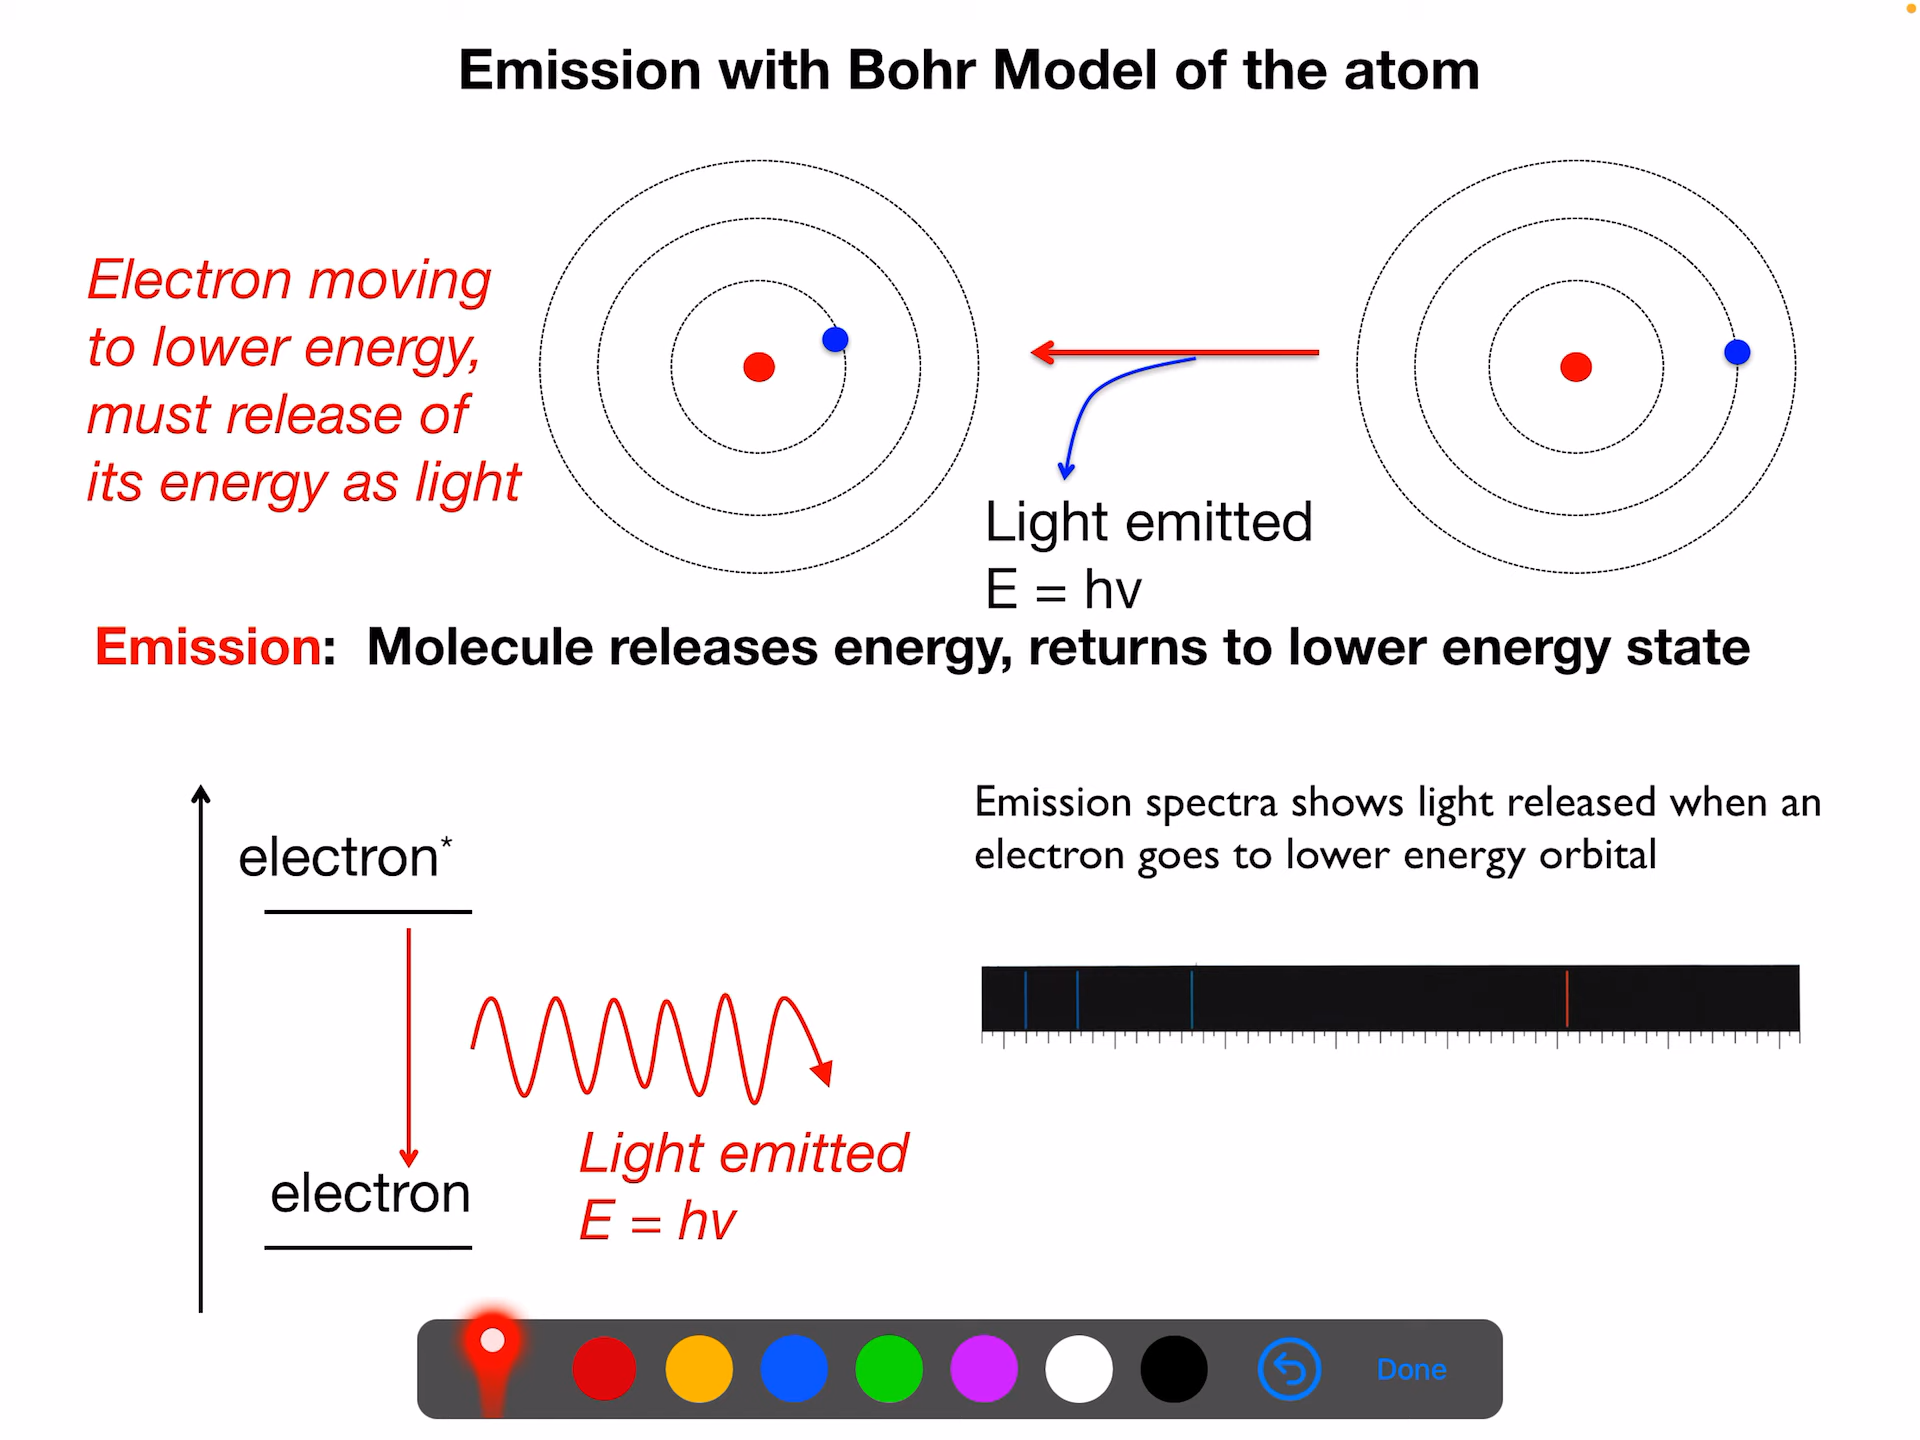 Emission with Bohr Model of the atom
Electron moving
to lower energy,
must release of
its energy as light
Light emitted
E = hv
Emission:  Molecule releases energy, returns to lower energy state
electron*
electron
Light emitted
E = hv
Emission spectra shows light released when an
electron goes to lower energy orbital
Done